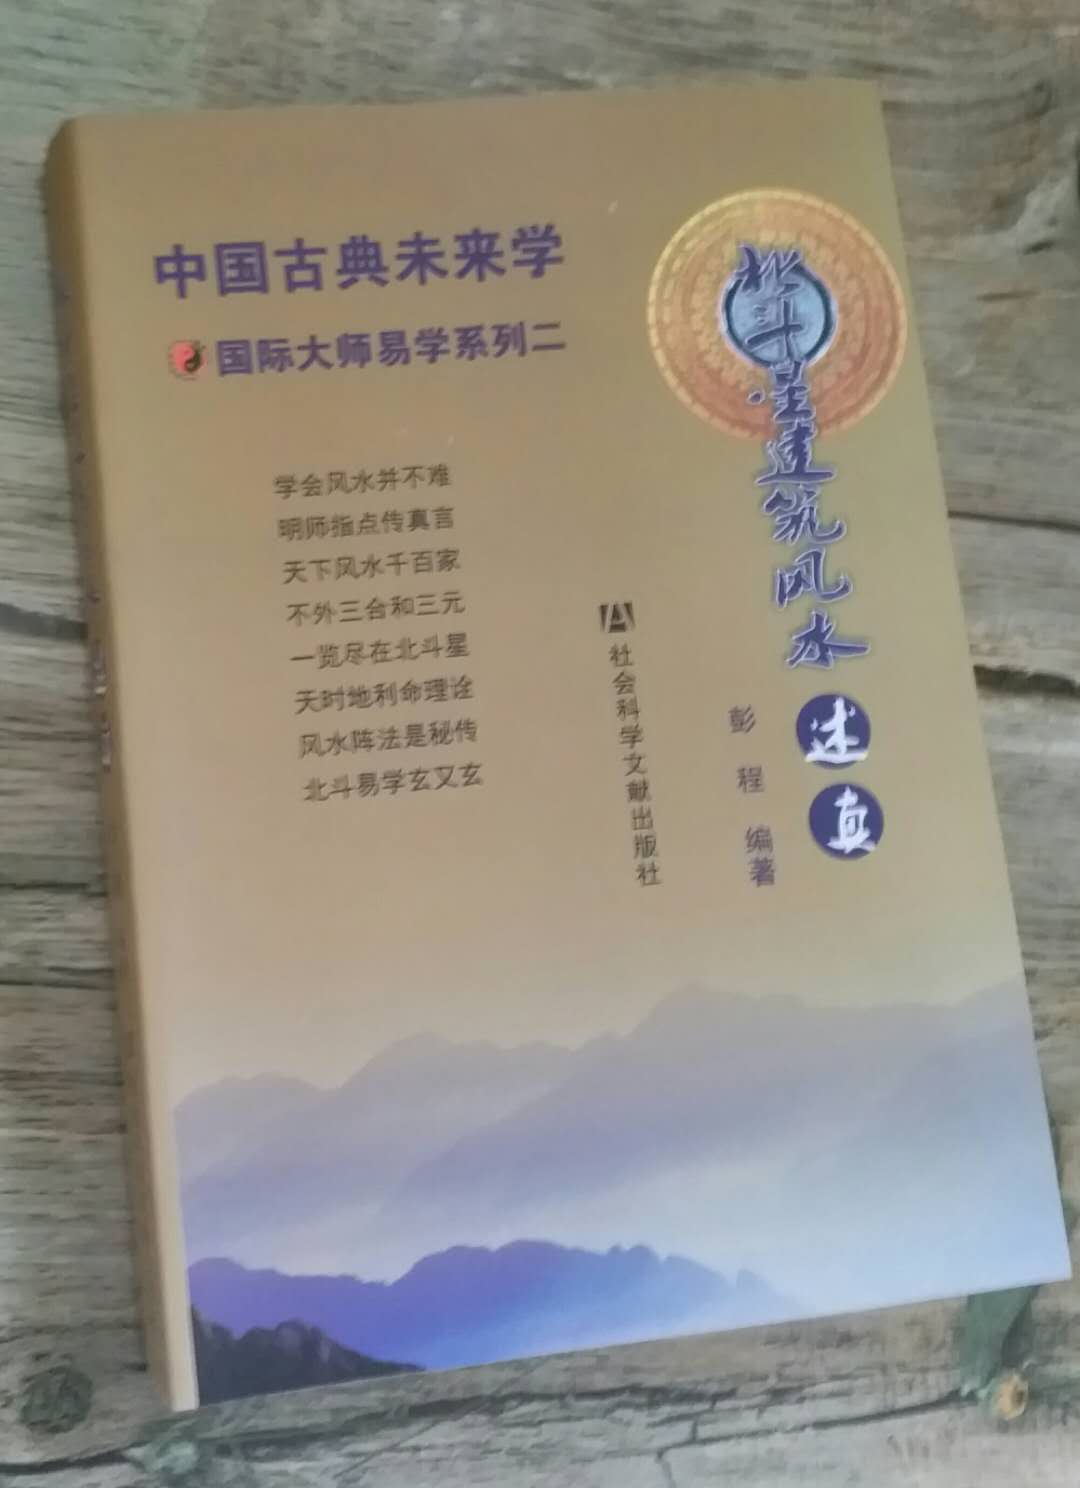 中国古典未来学
国际大师易学系列二
学会风水并不难
明师指点传真言
天下风水千百家
不外三合和三元
一览尽在北斗星
天时地利命理诠
风水阵法是秘传
北斗易学玄又玄
北斗星建筑风水
述真
彭程 编著
社会科学文献出版社